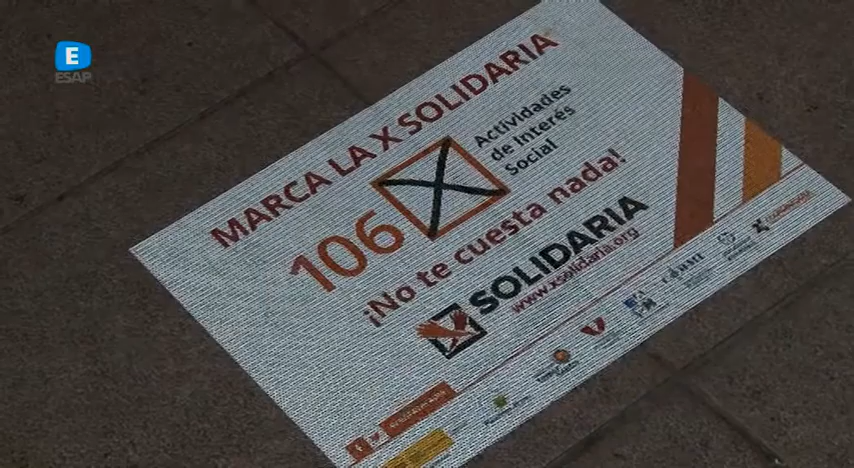 E
ESAP
MARCA LA X SOLIDARIA
106
Actividades
de Interés
Social
¡No te cuesta nada!
SOLIDARIA
www.xsolidaria.org